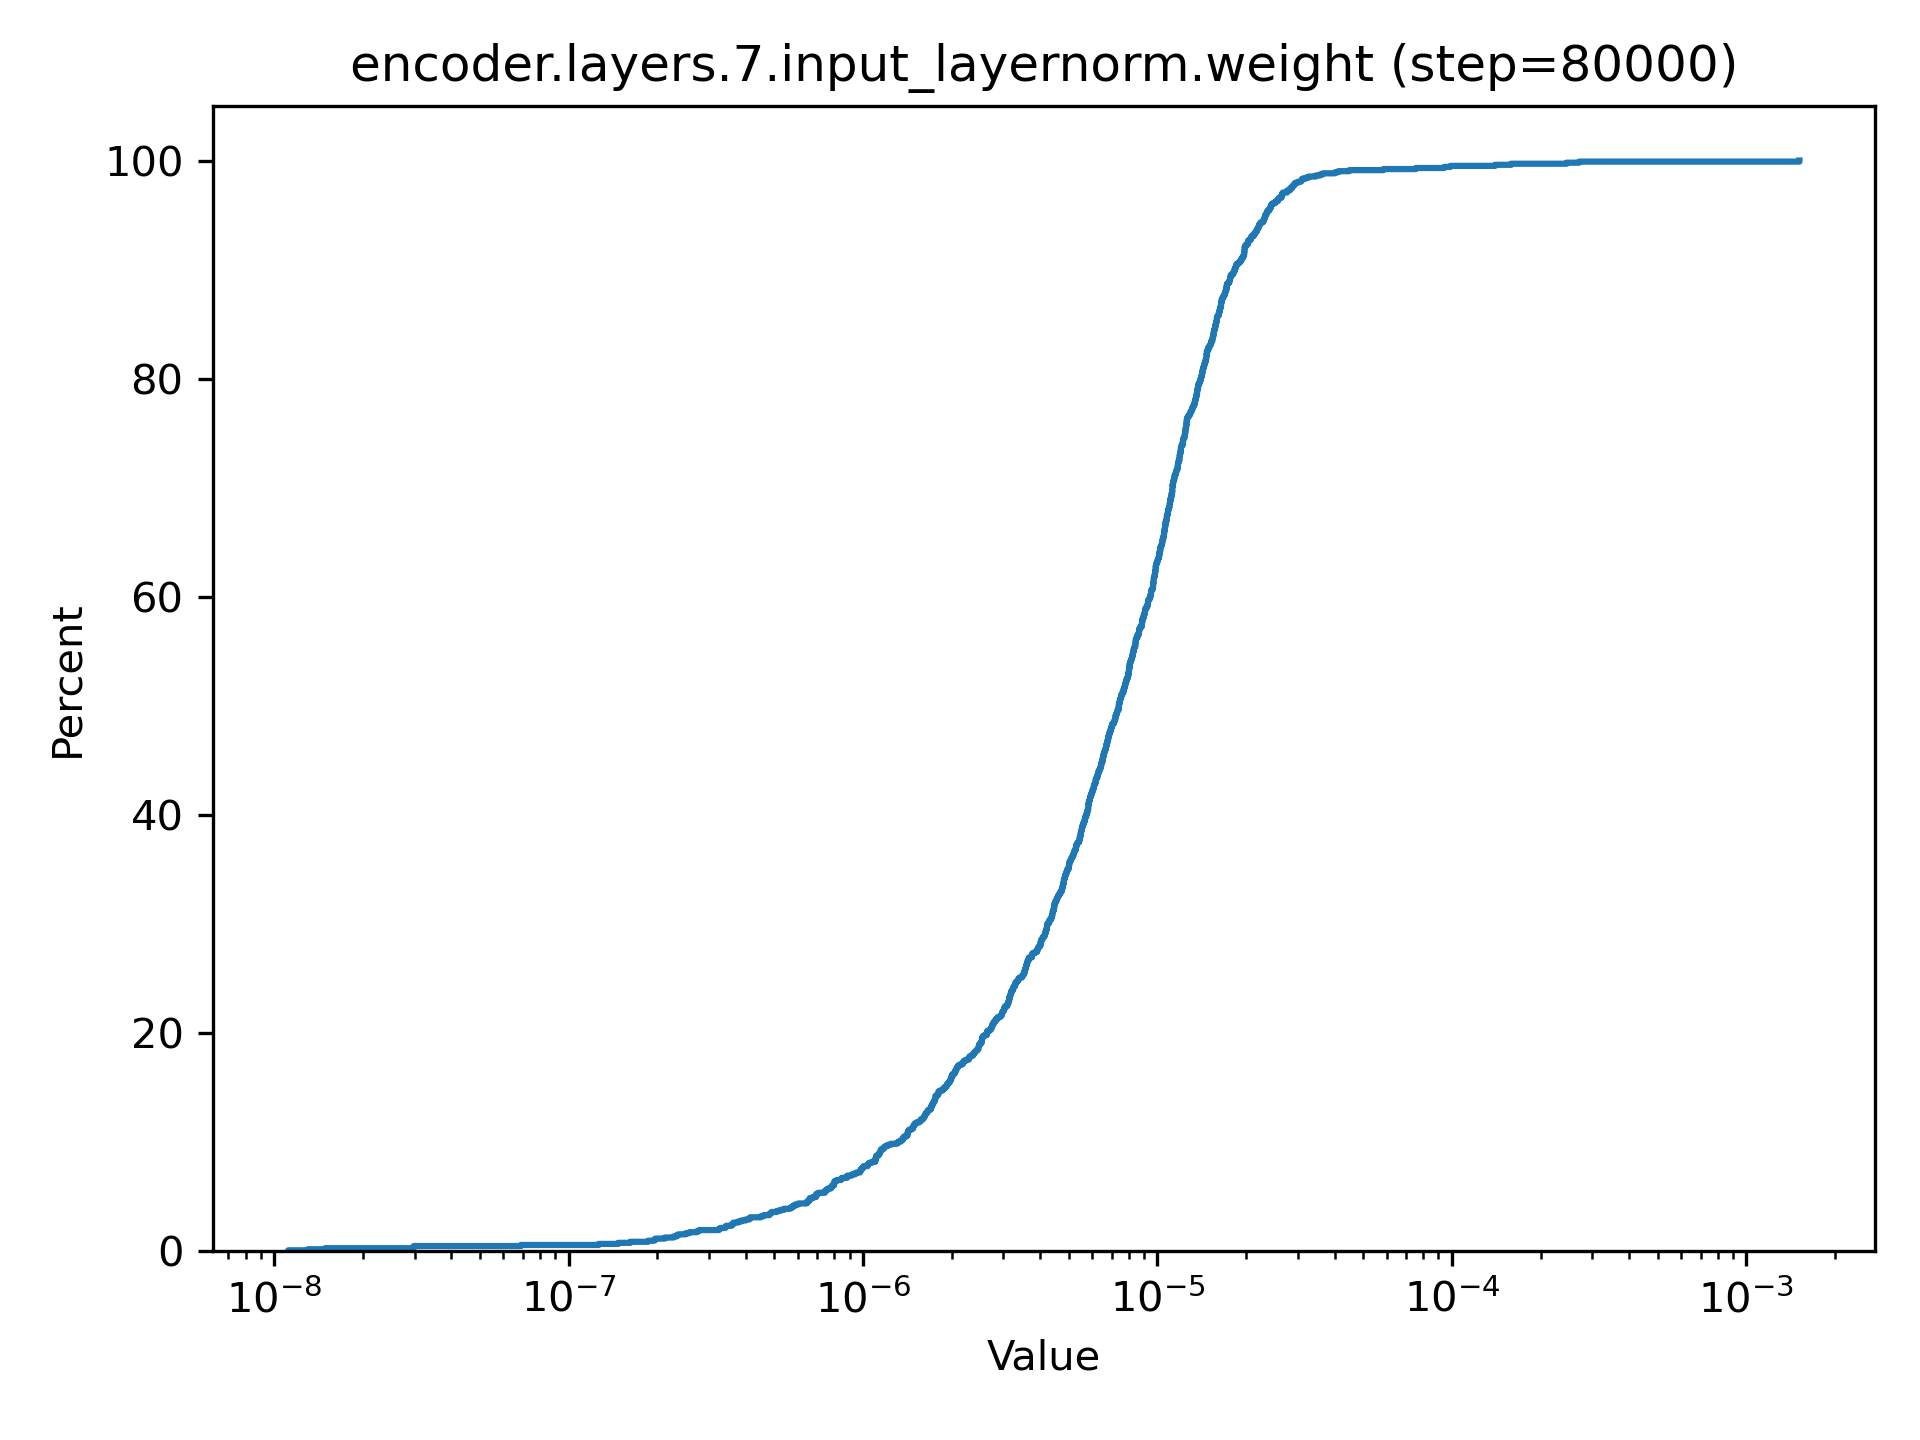 encoder.layers.7.input_layernorm.weight (step=80000)
100
80
60
40
20
0
Percent
10⁻⁸ 10⁻⁷ 10⁻⁶ 10⁻⁵ 10⁻⁴ 10⁻³
Value